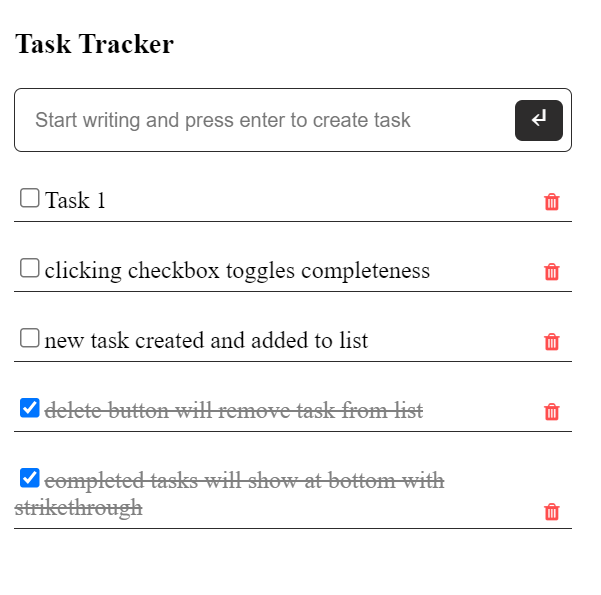 Task Tracker
Start writing and press enter to create task
Task 1
clicking checkbox toggles completeness
new task created and added to list
delete button will remove task from list
completed tasks will show at bottom with
strikethrough